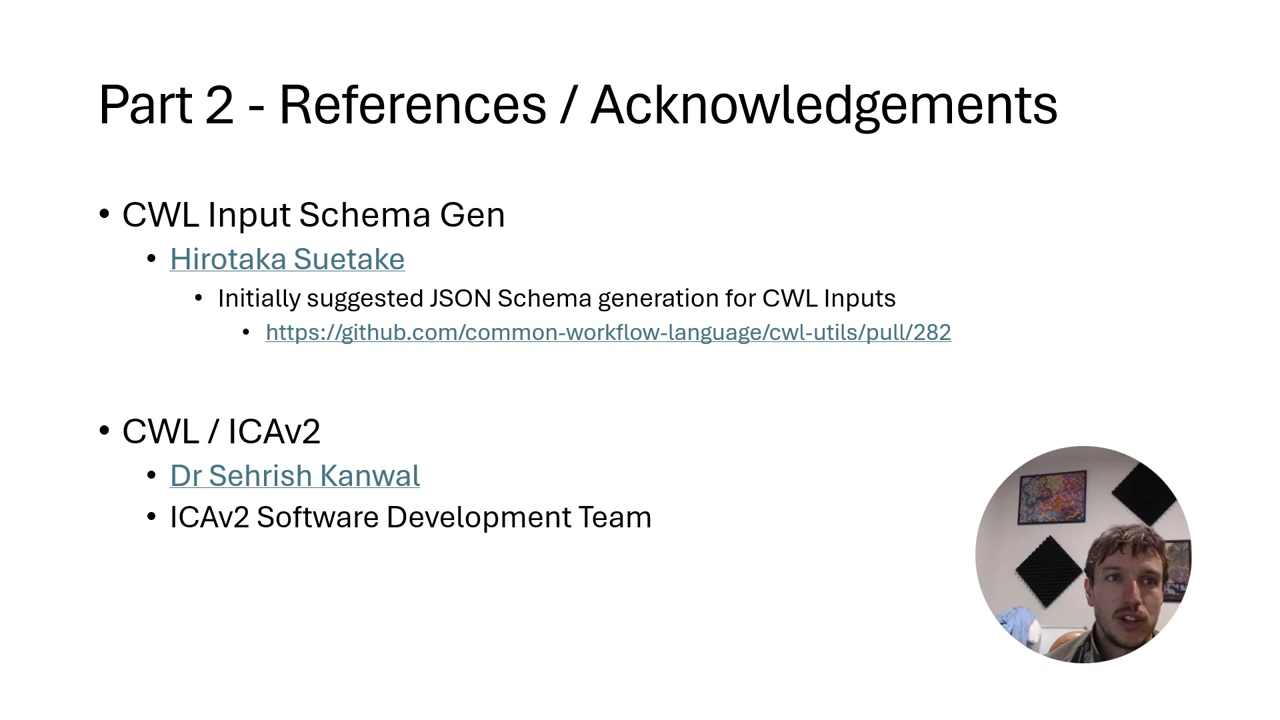 Part 2 - References / Acknowledgements
• CWL Input Schema Gen
• Hirotaka Suetake
• Initially suggested JSON Schema generation for CWL Inputs
• https://github.com/common-workflow-language/cwl-utils/pull/282
• CWL / ICAv2
• Dr Sehrish Kanwal
• ICAv2 Software Development Team